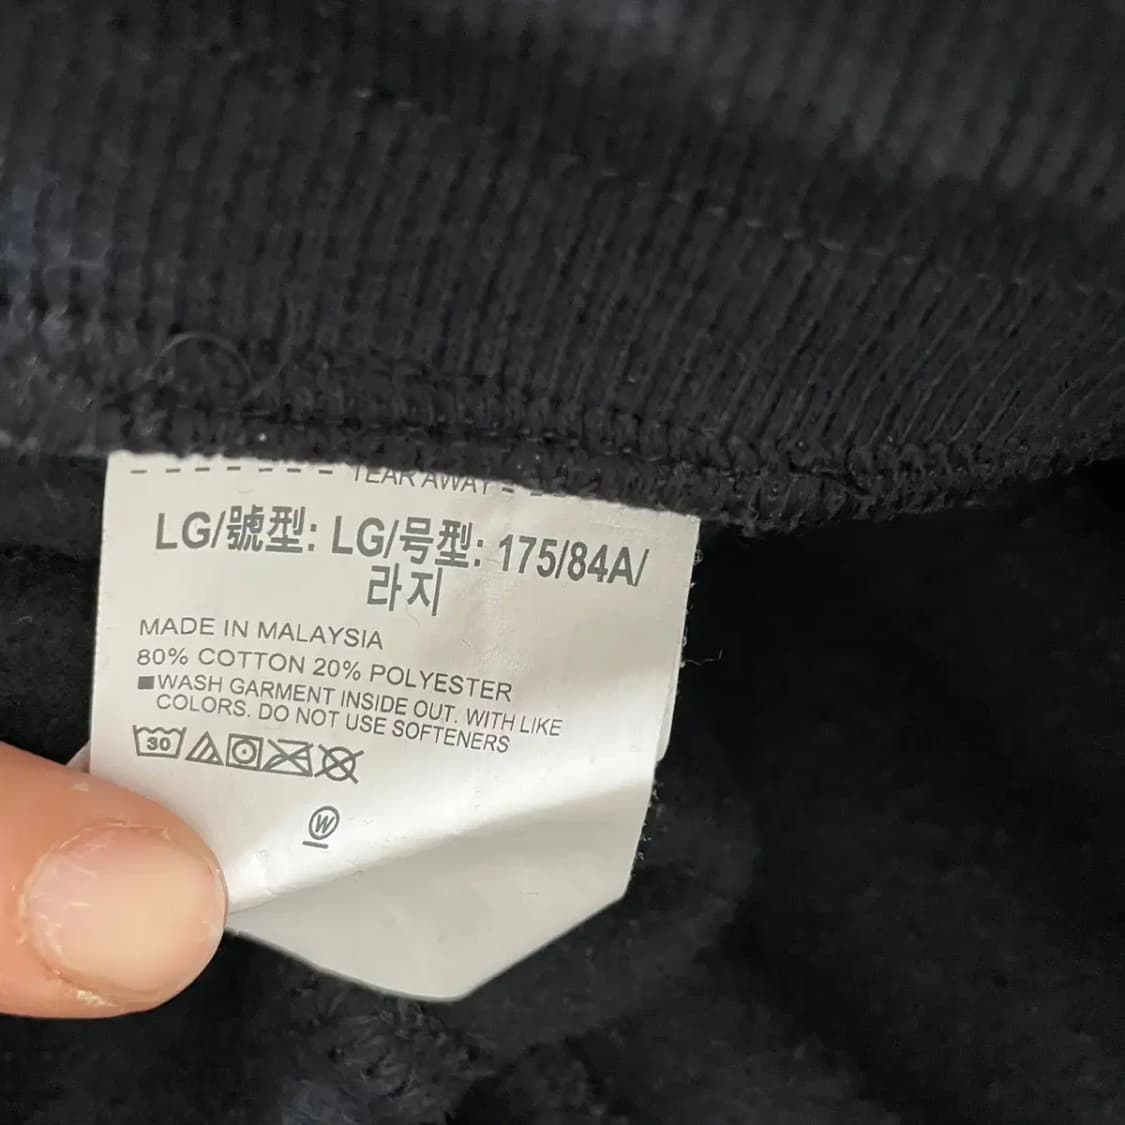 TEAR AWAY
LG/號型: LG/号型: 175/84A/
라지
MADE IN MALAYSIA
80% COTTON 20% POLYESTER
■WASH GARMENT INSIDE OUT. WITH LIKE
COLORS. DO NOT USE SOFTENERS
30
W